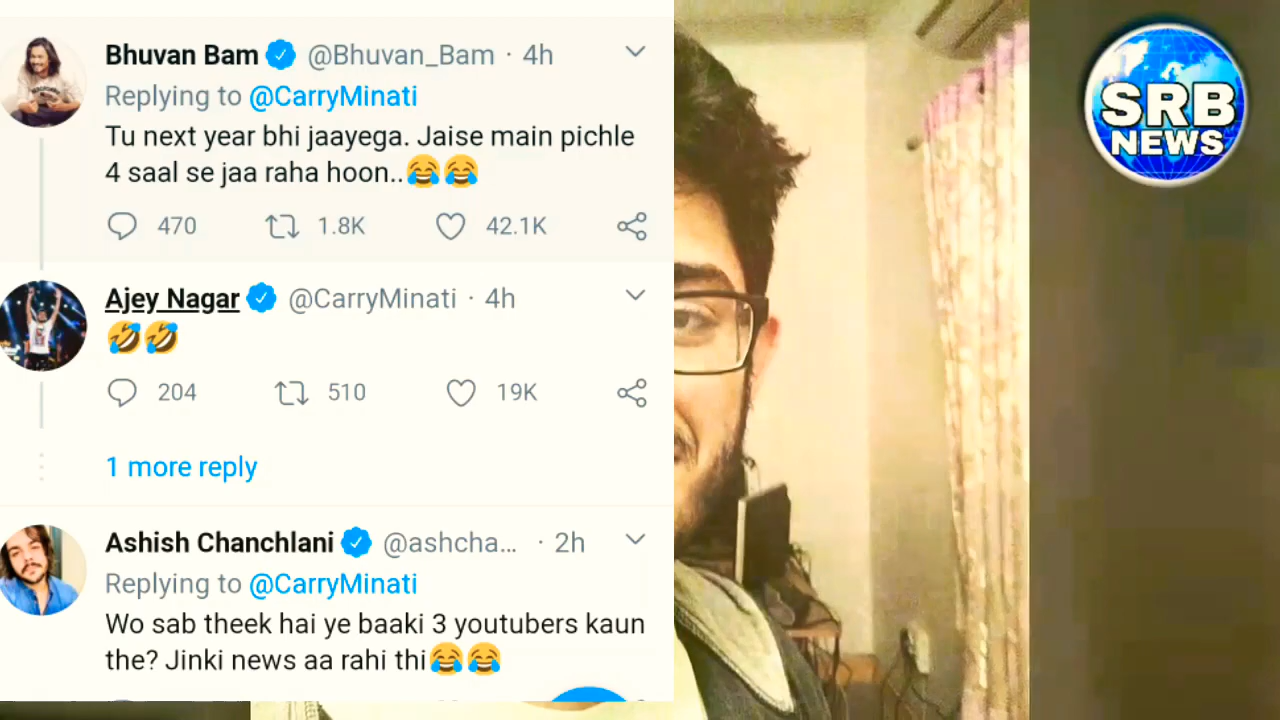 Bhuvan Bam @Bhuvan_Bam · 4h
Replying to @CarryMinati
Tu next year bhi jaayega. Jaise main pichle
4 saal se jaa raha hoon..😂😂
470 1.8K 42.1K
Ajey Nagar @CarryMinati · 4h
🤣🤣
204 510 19K
1 more reply
Ashish Chanchlani @ashcha... · 2h
Replying to @CarryMinati
Wo sab theek hai ye baaki 3 youtubers kaun
the? Jinki news aa rahi thi😂😂
SRB
NEWS